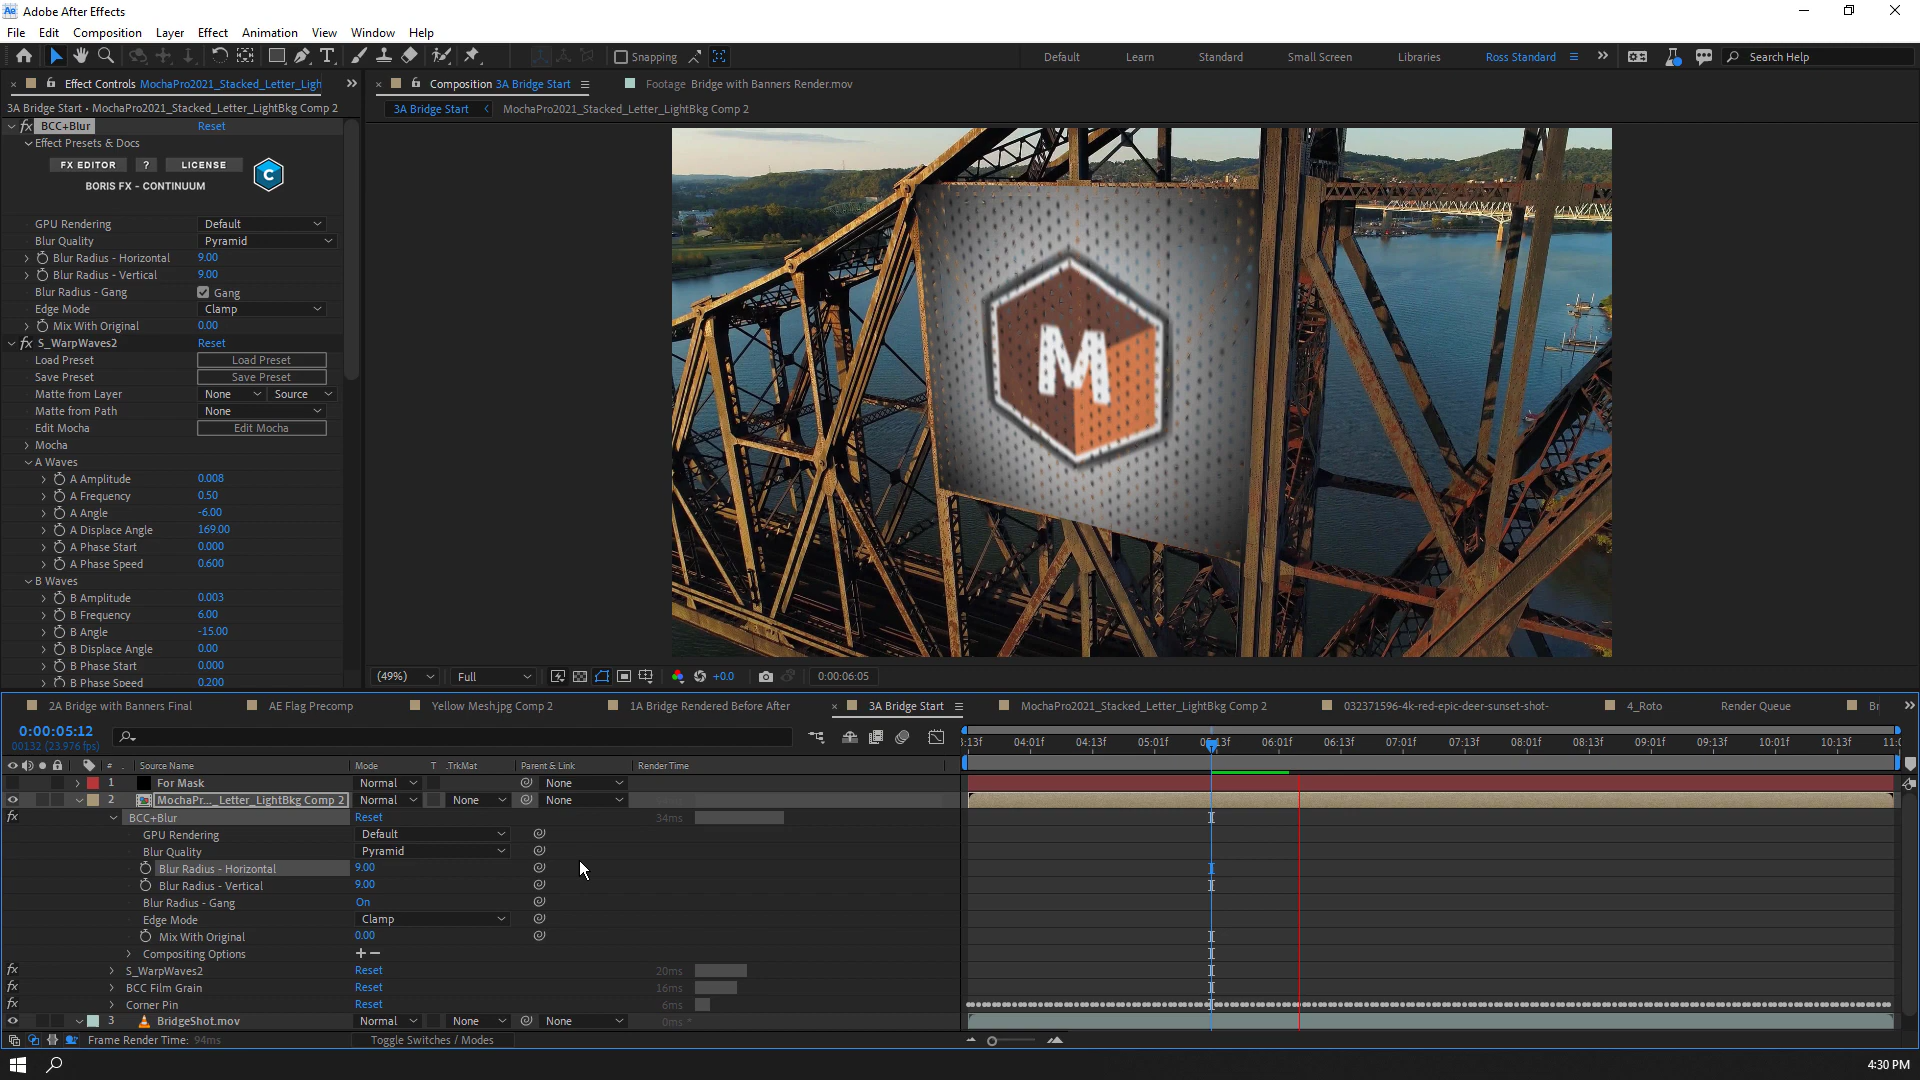 Ae Adobe After Effects
File Edit Composition Layer Effect Animation View Window Help
Snapping Default Learn Standard Small Screen Libraries Ross Standard Search Help
Effect Controls MochaPro2021_Stacked_Letter_Ligh
Composition 3A Bridge Start
Footage Bridge with Banners Render.mov
3A Bridge Start • MochaPro2021_Stacked_Letter_LightBkg Comp 2
3A Bridge Start MochaPro2021_Stacked_Letter_LightBkg Comp 2
fx BCC+Blur Reset
Effect Presets & Docs
FX EDITOR ? LICENSE
BORIS FX - CONTINUUM
C
GPU Rendering Default
Blur Quality Pyramid
Blur Radius - Horizontal 9.00
Blur Radius - Vertical 9.00
Blur Radius - Gang Gang
Edge Mode Clamp
Mix With Original 0.00
fx S_WarpWaves2 Reset
Load Preset Load Preset
Save Preset Save Preset
Matte from Layer None Source
Matte from Path None
Edit Mocha Edit Mocha
Mocha
A Waves
A Amplitude 0.008
A Frequency 0.50
A Angle -6.00
A Displace Angle 169.00
A Phase Start 0.000
A Phase Speed 0.600
B Waves
B Amplitude 0.003
B Frequency 6.00
B Angle -15.00
B Displace Angle 0.00
B Phase Start 0.000
B Phase Speed 0.200
M
(49%) Full +0.0 0:00:06:05
2A Bridge with Banners Final AE Flag Precomp Yellow Mesh.jpg Comp 2 1A Bridge Rendered Before After 3A Bridge Start MochaPro2021_Stacked_Letter_LightBkg Comp 2 032371596-4k-red-epic-deer-sunset-shot- 4_Roto Render Queue Br
0:00:05:12
00132 (23.976 fps)
:13f 04:01f 04:13f 05:01f 05:13f 06:01f 06:13f 07:01f 07:13f 08:01f 08:13f 09:01f 09:13f 10:01f 10:13f 11:0
# Source Name Mode T .TrkMat Parent & Link Render Time
1 For Mask Normal None
2 MochaPr..._Letter_LightBkg Comp 2 Normal None None
fx BCC+Blur Reset 34ms
GPU Rendering Default
Blur Quality Pyramid
Blur Radius - Horizontal 9.00
Blur Radius - Vertical 9.00
Blur Radius - Gang On
Edge Mode Clamp
Mix With Original 0.00
Compositing Options
fx S_WarpWaves2 Reset 20ms
fx BCC Film Grain Reset 16ms
fx Corner Pin Reset 6ms
3 BridgeShot.mov Normal None None 0ms *
Frame Render Time: 94ms Toggle Switches / Modes
4:30 PM